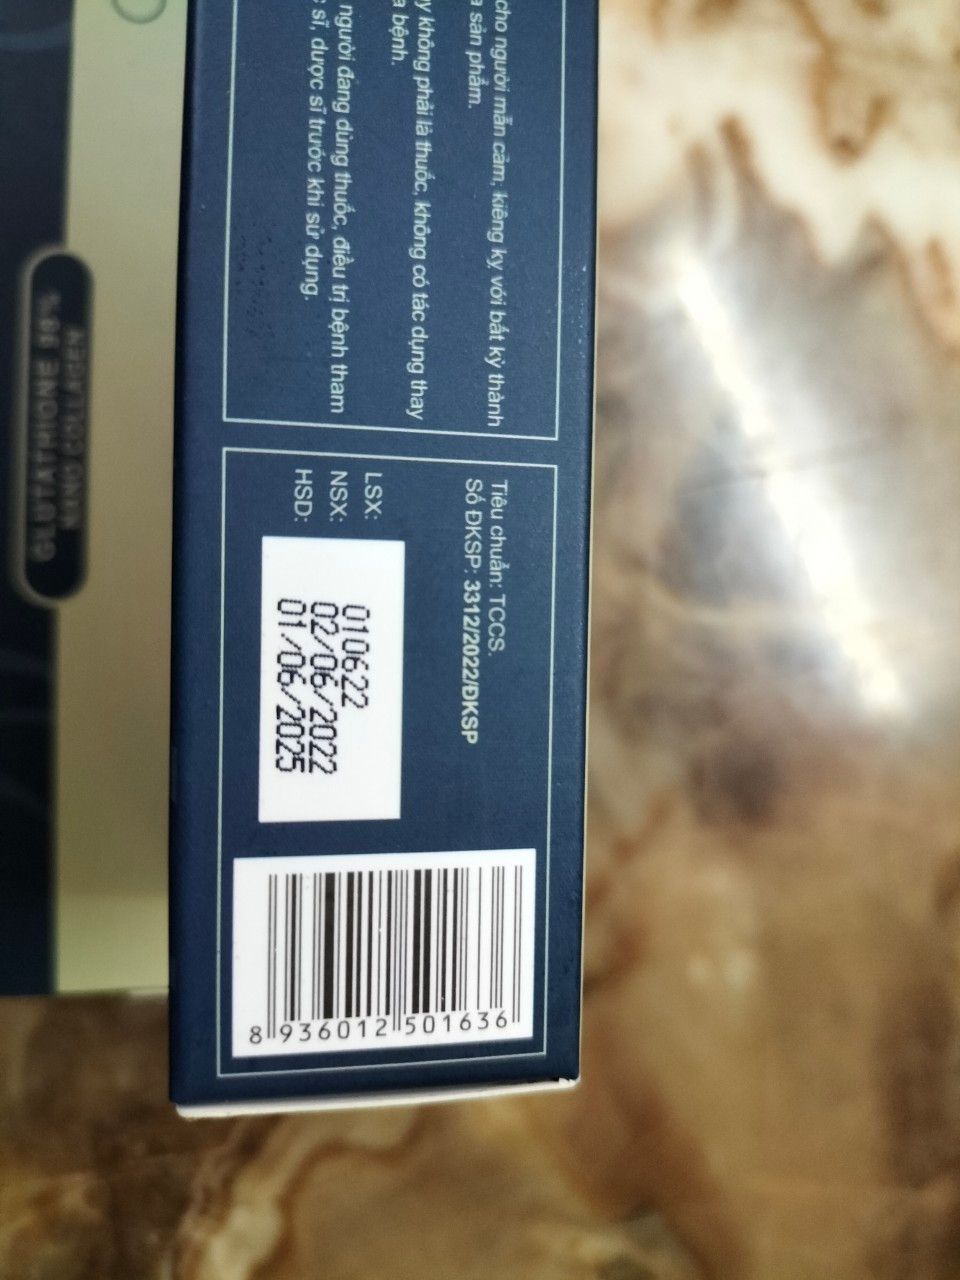 cho người mẫn cảm, kiêng kỵ với bất kỳ thành
sản phẩm.
không phải là thuốc, không có tác dụng thay
bệnh.
người đang dùng thuốc, điều trị bệnh tham
sĩ, dược sĩ trước khi sử dụng.
Tiêu chuẩn: TCCS.
Số ĐKSP: 3312/2022/ĐKSP
LSX: 010622
NSX: 02/06/2022
HSD: 01/06/2025
8 936012 501636
NANO COLLAGEN
GLUTATHIONE 98%